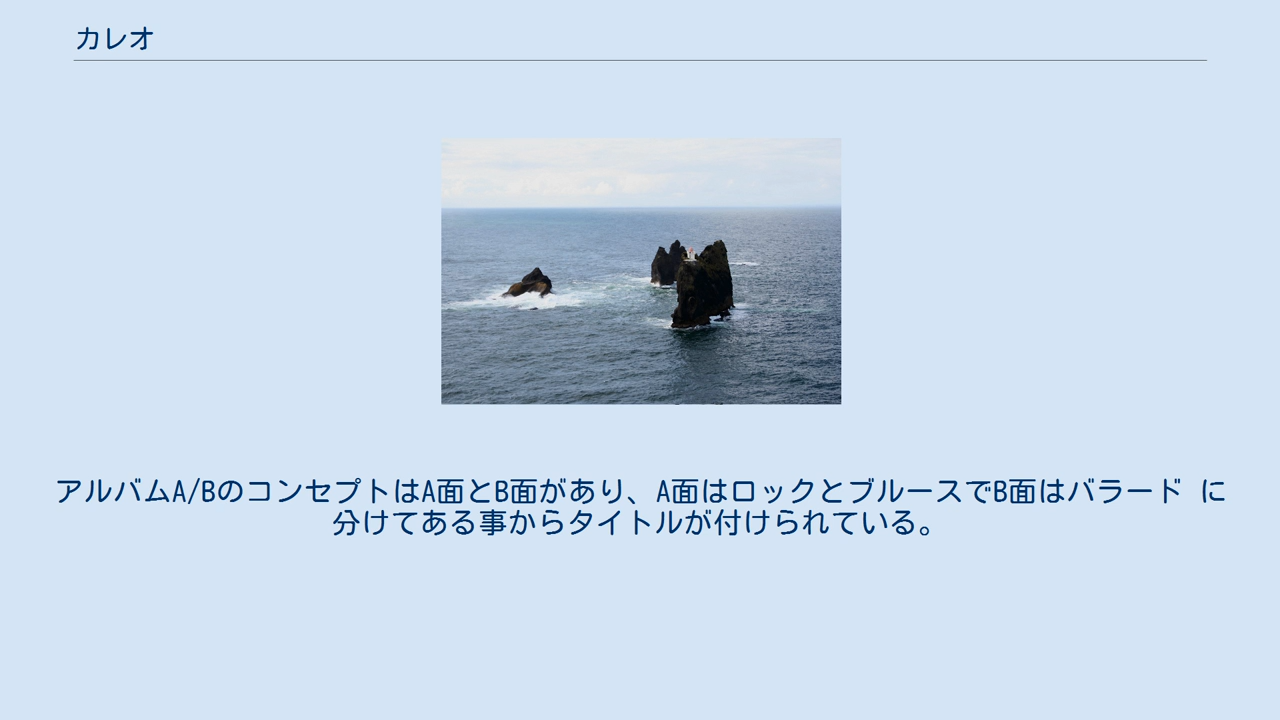 カレオ
アルバムA/BのコンセプトはA面とB面があり、A面はロックとブルースでB面はバラード に
分けてある事からタイトルが付けられている。